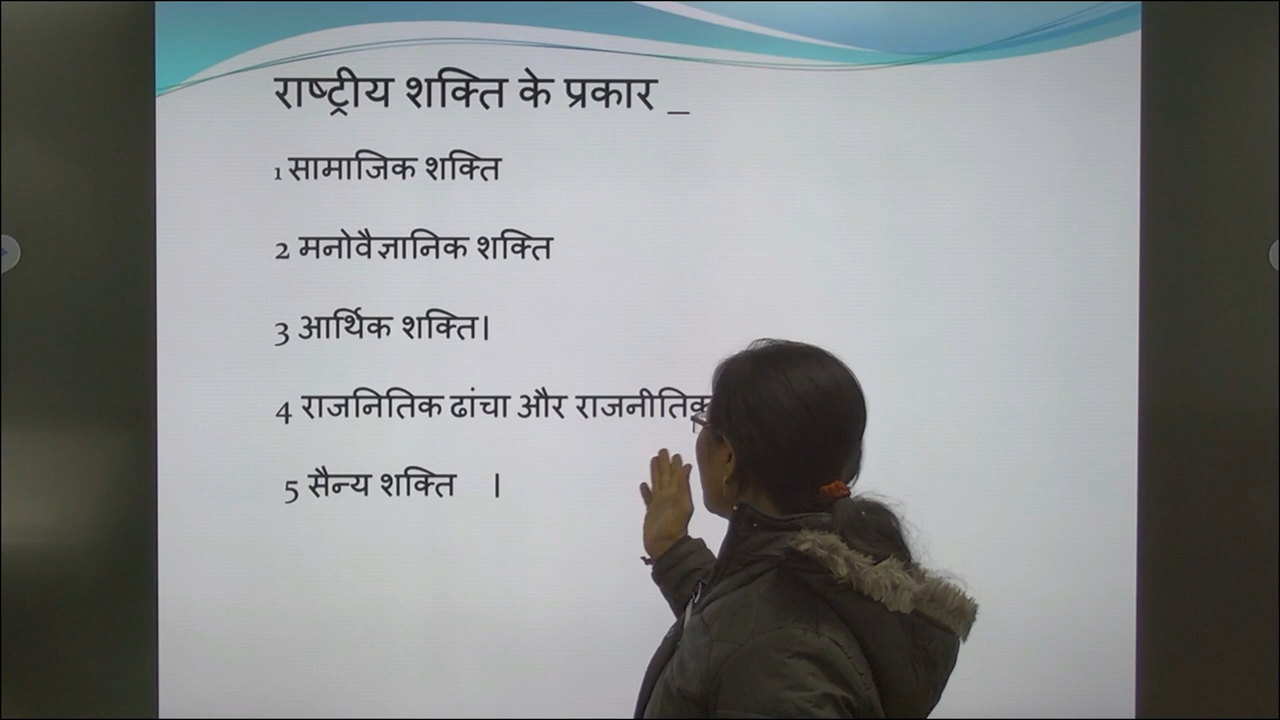 राष्ट्रीय शक्ति के प्रकार _
1 सामाजिक शक्ति
2 मनोवैज्ञानिक शक्ति
3 आर्थिक शक्ति।
4 राजनितिक ढांचा और राजनीतिक
5 सैन्य शक्ति ।